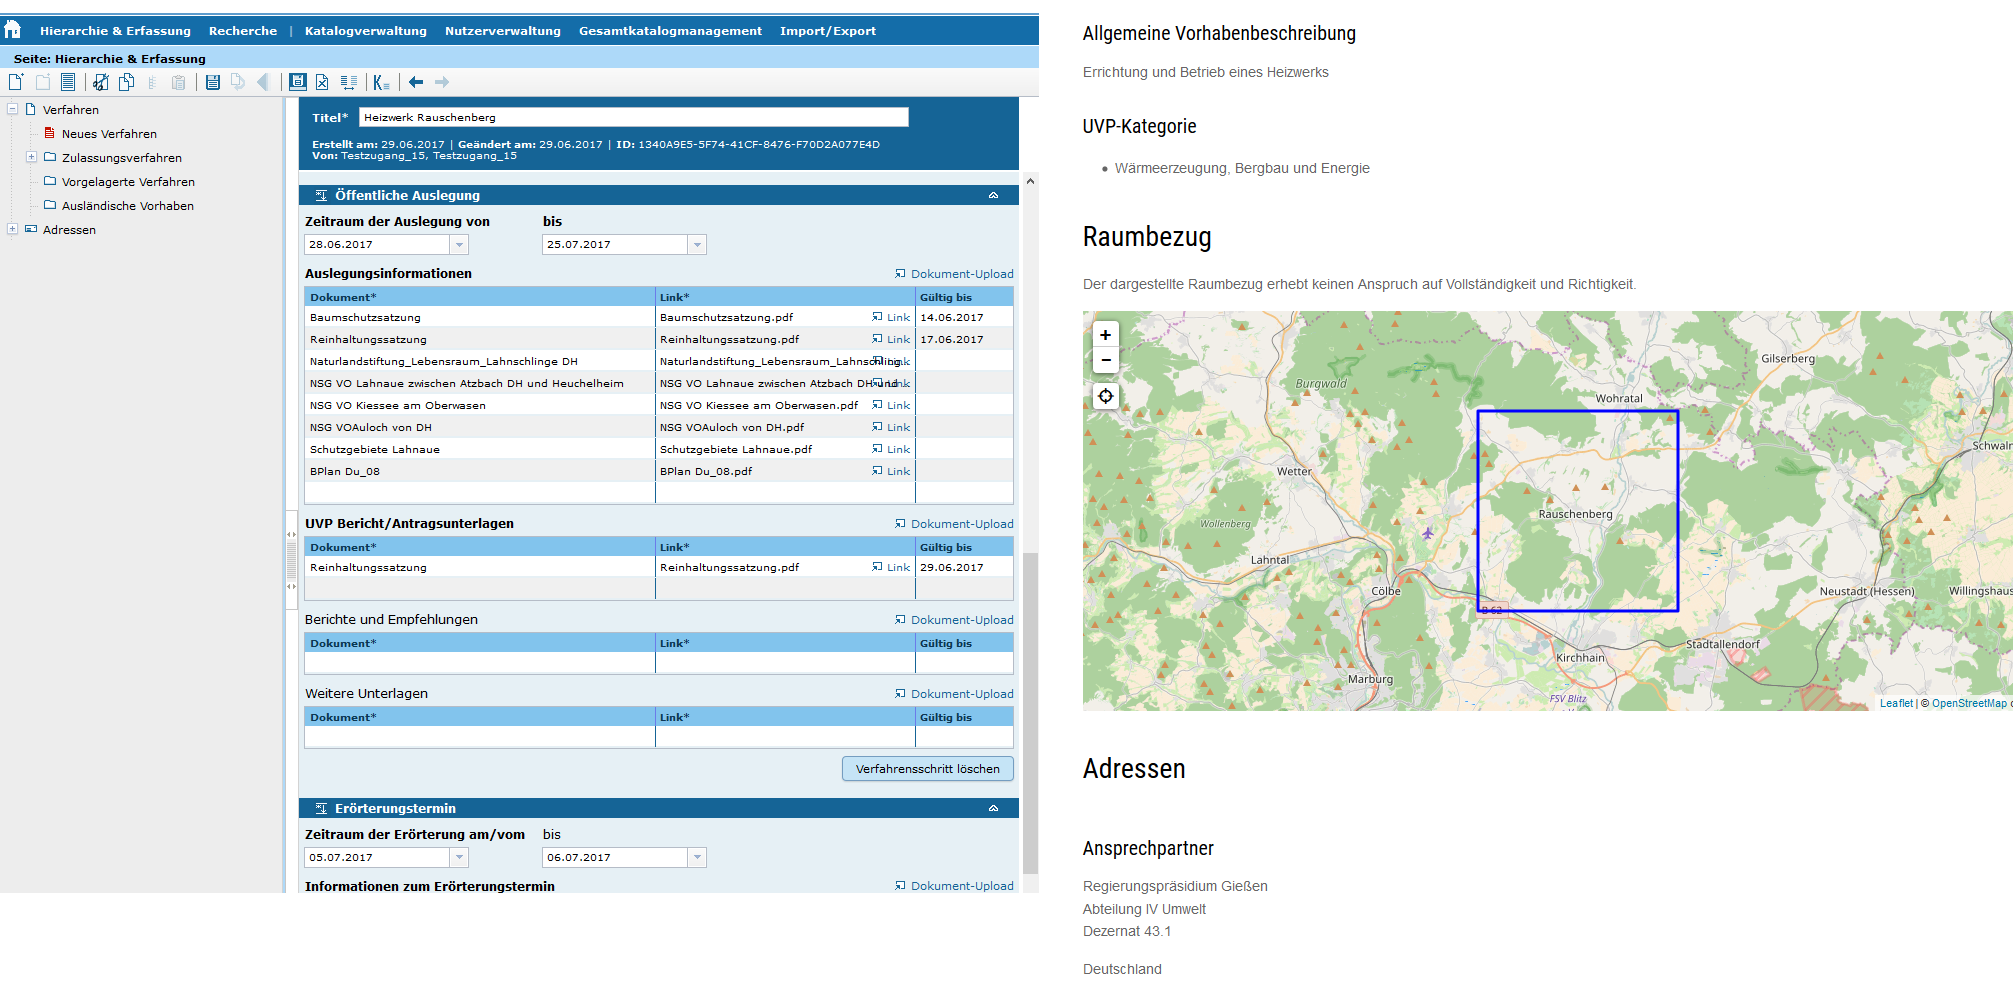 Hierarchie & Erfassung Recherche | Katalogverwaltung Nutzerverwaltung Gesamtkatalogmanagement Import/Export
Seite: Hierarchie & Erfassung
Verfahren
Neues Verfahren
Zulassungsverfahren
Vorgelagerte Verfahren
Ausländische Vorhaben
Adressen
Titel* Heizwerk Rauschenberg
Erstellt am: 29.06.2017 | Geändert am: 29.06.2017 | ID: 1340A9E5-5F74-41CF-8476-F70D2A077E4D
Von: Testzugang_15, Testzugang_15
Öffentliche Auslegung
Zeitraum der Auslegung von bis
28.06.2017 25.07.2017
Auslegungsinformationen Dokument-Upload
Dokument* Link* Gültig bis
Baumschutzsatzung Baumschutzsatzung.pdf Link 14.06.2017
Reinhaltungssatzung Reinhaltungssatzung.pdf Link 17.06.2017
Naturlandstiftung_Lebensraum_Lahnschlinge DH Naturlandstiftung_Lebensraum_Lahnschling. Link
NSG VO Lahnaue zwischen Atzbach DH und Heuchelheim NSG VO Lahnaue zwischen Atzbach DH und Link
NSG VO Kiessee am Oberwasen NSG VO Kiessee am Oberwasen.pdf Link
NSG VOAuloch von DH NSG VOAuloch von DH.pdf Link
Schutzgebiete Lahnaue Schutzgebiete Lahnaue.pdf Link
BPlan Du_08 BPlan Du_08.pdf Link
UVP Bericht/Antragsunterlagen Dokument-Upload
Dokument* Link* Gültig bis
Reinhaltungssatzung Reinhaltungssatzung.pdf Link 29.06.2017
Berichte und Empfehlungen Dokument-Upload
Dokument* Link* Gültig bis
Weitere Unterlagen Dokument-Upload
Dokument* Link* Gültig bis
Verfahrensschritt löschen
Erörterungstermin
Zeitraum der Erörterung am/vom bis
05.07.2017 06.07.2017
Informationen zum Erörterungstermin Dokument-Upload
Allgemeine Vorhabenbeschreibung
Errichtung und Betrieb eines Heizwerks
UVP-Kategorie
• Wärmeerzeugung, Bergbau und Energie
Raumbezug
Der dargestellte Raumbezug erhebt keinen Anspruch auf Vollständigkeit und Richtigkeit.
+
−
Gilserberg
Burgwald
Wohratal
Schwalm
Wetter
Rauschenberg
Wollenberg
Lahntal
Cölbe
Neustadt (Hessen)
Willingshaus
B 62
Stadtallendorf
Kirchhain
Marburg
FSV Blitz
Leaflet | © OpenStreetMap c
Adressen
Ansprechpartner
Regierungspräsidium Gießen
Abteilung IV Umwelt
Dezernat 43.1
Deutschland